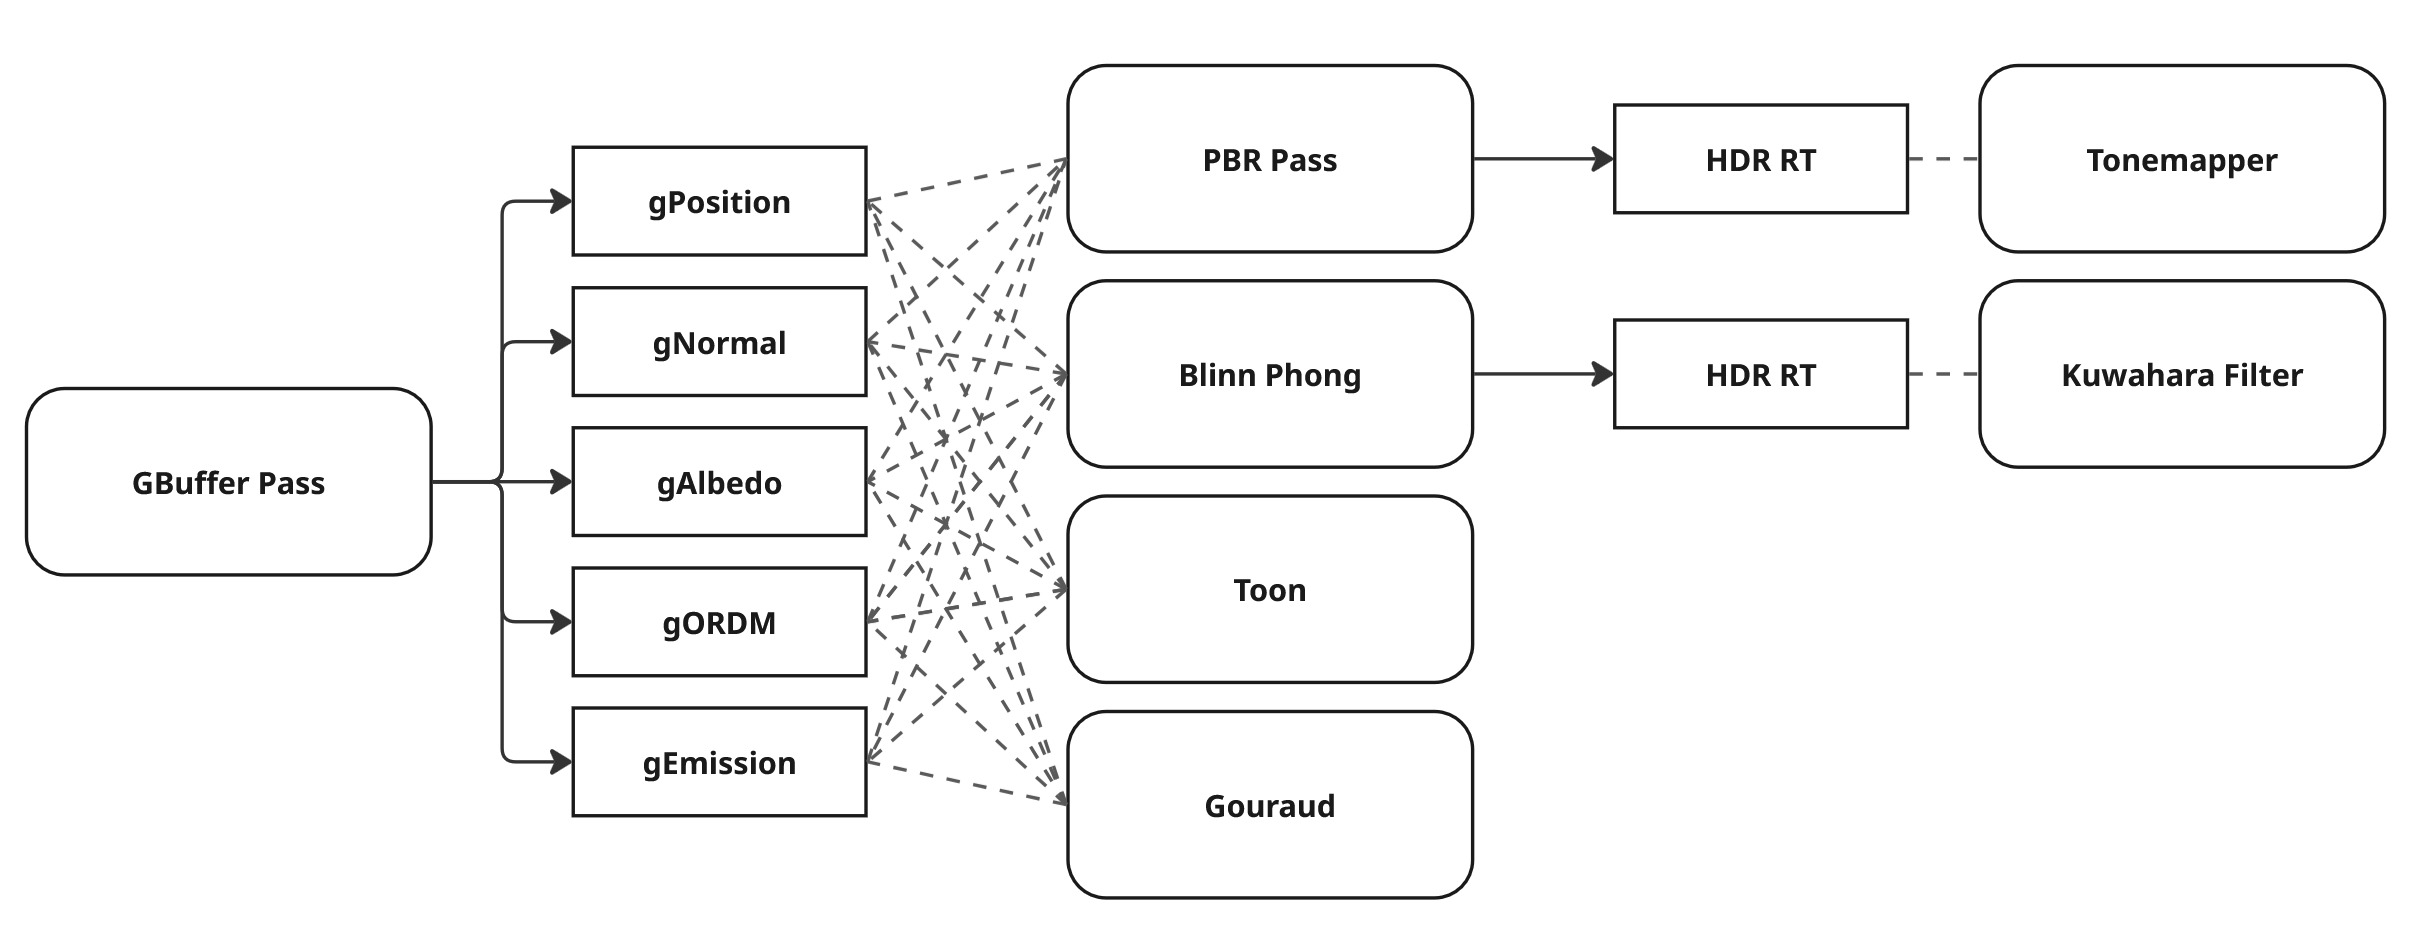 GBuffer Pass
gPosition
gNormal
gAlbedo
gORDM
gEmission
PBR Pass
Blinn Phong
Toon
Gouraud
HDR RT
HDR RT
Tonemapper
Kuwahara Filter